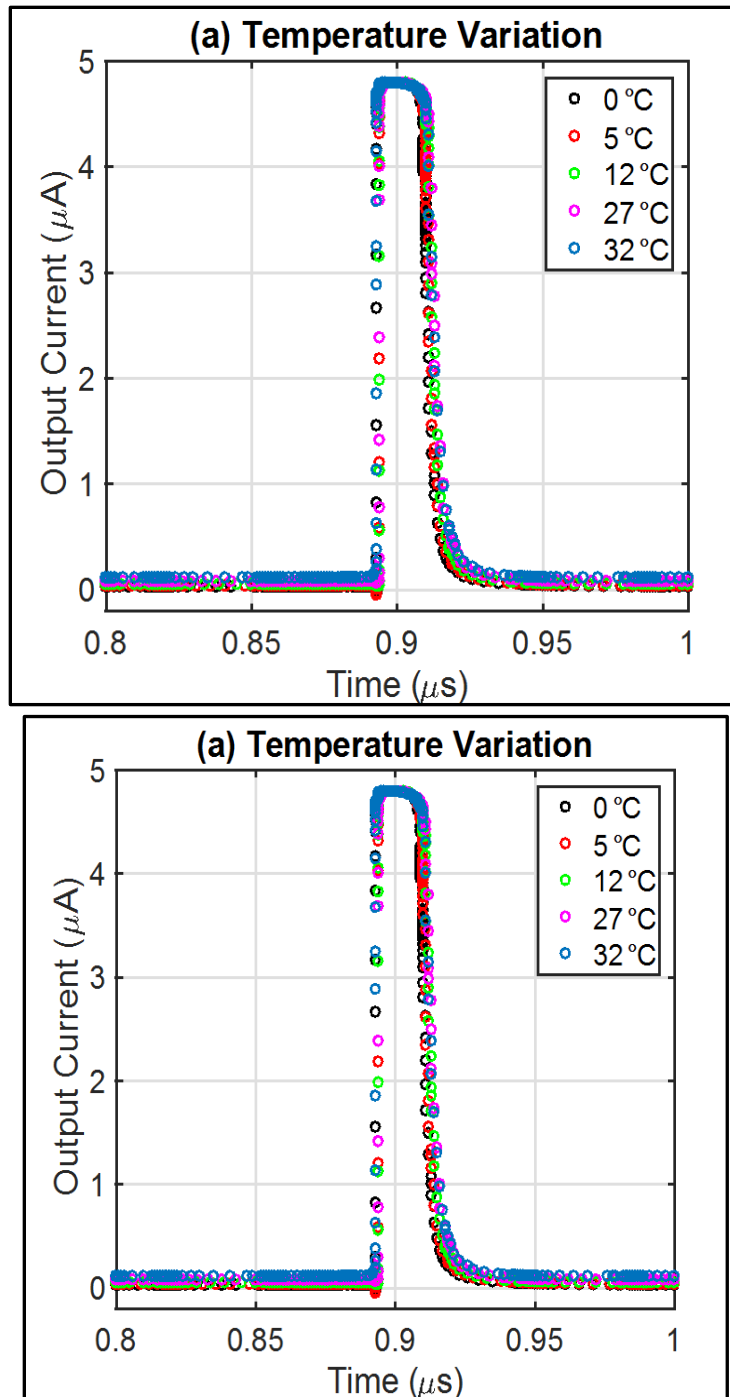 (a) Temperature Variation
5
4
3
2
1
0
Output Current (μA)
0 °C
5 °C
12 °C
27 °C
32 °C
0.8 0.85 0.9 0.95 1
Time (μs)
(a) Temperature Variation
5
4
3
2
1
0
Output Current (μA)
0 °C
5 °C
12 °C
27 °C
32 °C
0.8 0.85 0.9 0.95 1
Time (μs)